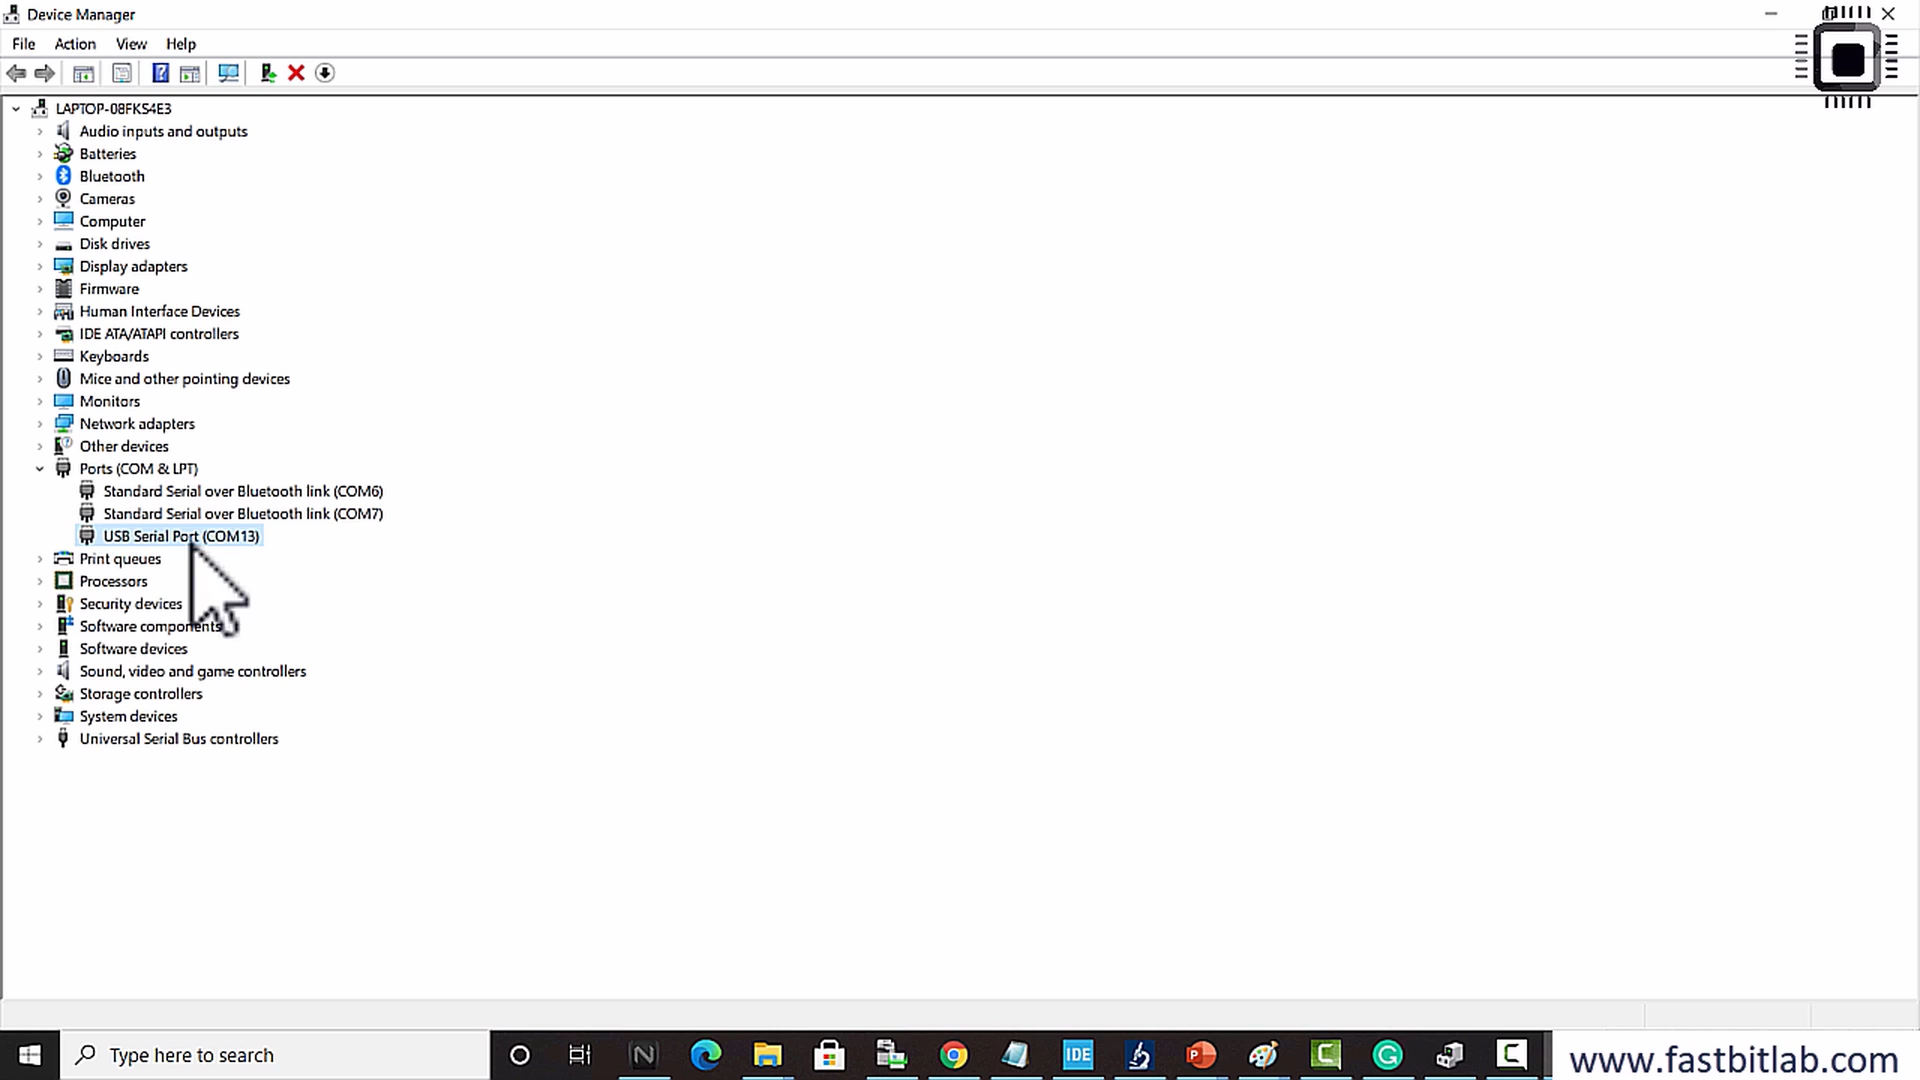 Device Manager
File Action View Help
LAPTOP-08FKS4E3
Audio inputs and outputs
Batteries
Bluetooth
Cameras
Computer
Disk drives
Display adapters
Firmware
Human Interface Devices
IDE ATA/ATAPI controllers
Keyboards
Mice and other pointing devices
Monitors
Network adapters
Other devices
Ports (COM & LPT)
Standard Serial over Bluetooth link (COM6)
Standard Serial over Bluetooth link (COM7)
USB Serial Port (COM13)
Print queues
Processors
Security devices
Software components
Software devices
Sound, video and game controllers
Storage controllers
System devices
Universal Serial Bus controllers
Type here to search
IDE
www.fastbitlab.com